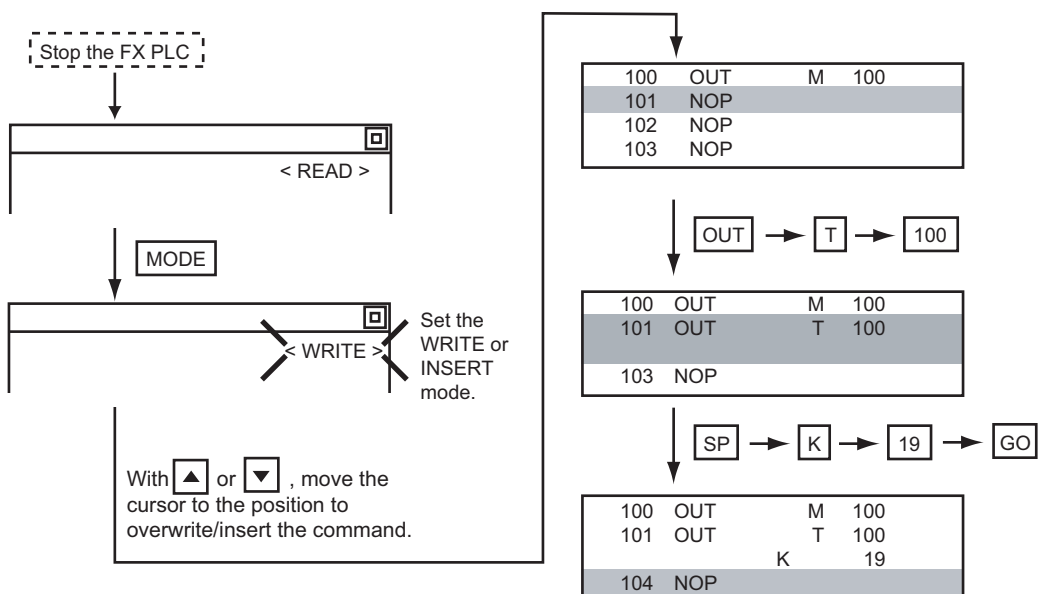 Stop the FX PLC
< READ >
MODE
< WRITE >
Set the
WRITE or
INSERT
mode.
With ▲ or ▼ , move the
cursor to the position to
overwrite/insert the command.
100 OUT M 100
101 NOP
102 NOP
103 NOP
OUT T 100
100 OUT M 100
101 OUT T 100
103 NOP
SP K 19 GO
100 OUT M 100
101 OUT T 100
K 19
104 NOP